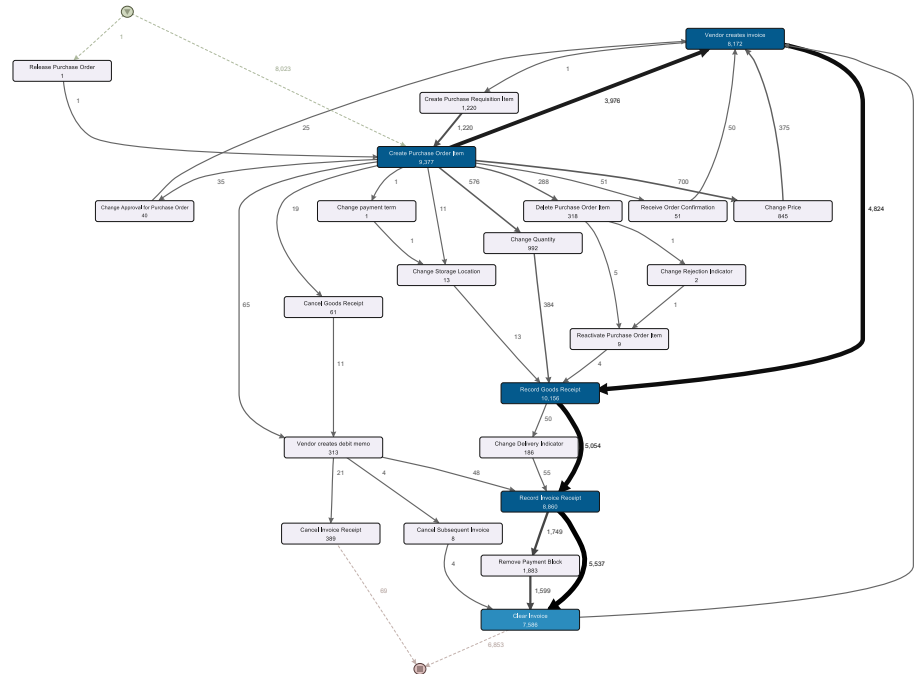 Vendor creates invoice
8,172
1
8,023
Release Purchase Order
1
1
Create Purchase Requisition Item
1,220
3,976
1
1,220
25
50
375
Create Purchase Order Item
9,377
35
19
1
11
576
288
51
700
4,824
Change Approval for Purchase Order
40
Change payment term
1
Delete Purchase Order Item
318
Receive Order Confirmation
51
Change Price
845
Change Quantity
992
1
1
5
Change Storage Location
13
Change Rejection Indicator
2
Cancel Goods Receipt
61
65
384
1
13
Reactivate Purchase Order Item
9
11
4
Record Goods Receipt
10,156
50
Vendor creates debit memo
313
Change Delivery Indicator
186
5,054
21
4
48
55
Record Invoice Receipt
8,860
Cancel Invoice Receipt
389
Cancel Subsequent Invoice
8
1,749
Remove Payment Block
1,883
5,537
4
1,599
69
Clear Invoice
6,853